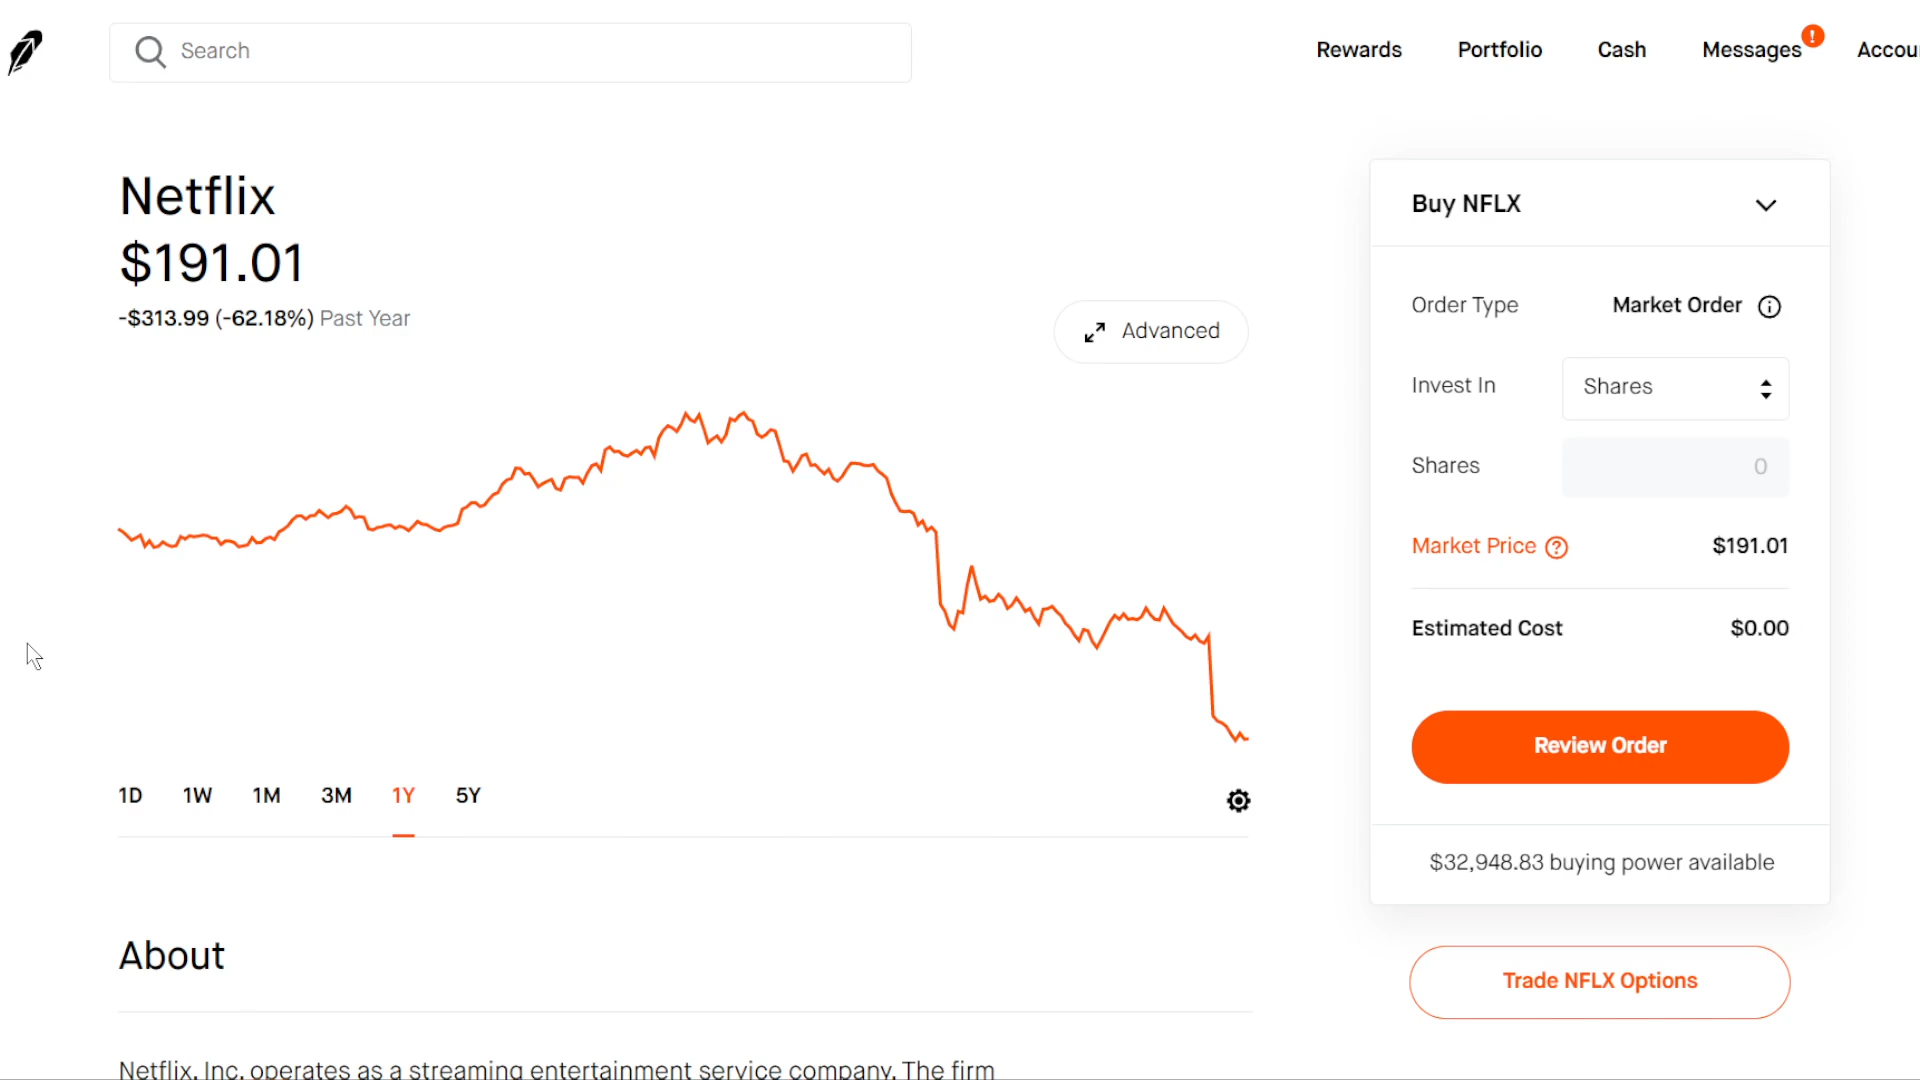 Search
Rewards
Portfolio
Cash
Messages
!
Accou
Netflix
$191.01
-$313.99 (-62.18%) Past Year
Advanced
1D
1W
1M
3M
1Y
5Y
About
Netflix, Inc. operates as a streaming entertainment service company. The firm
Buy NFLX
Order Type
Market Order
Invest In
Shares
Shares
0
Market Price ?
$191.01
Estimated Cost
$0.00
Review Order
$32,948.83 buying power available
Trade NFLX Options